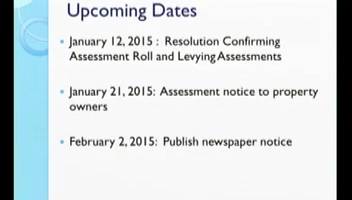 Upcoming Dates
• January 12, 2015 : Resolution Confirming
Assessment Roll and Levying Assessments
• January 21, 2015: Assessment notice to property
owners
• February 2, 2015: Publish newspaper notice